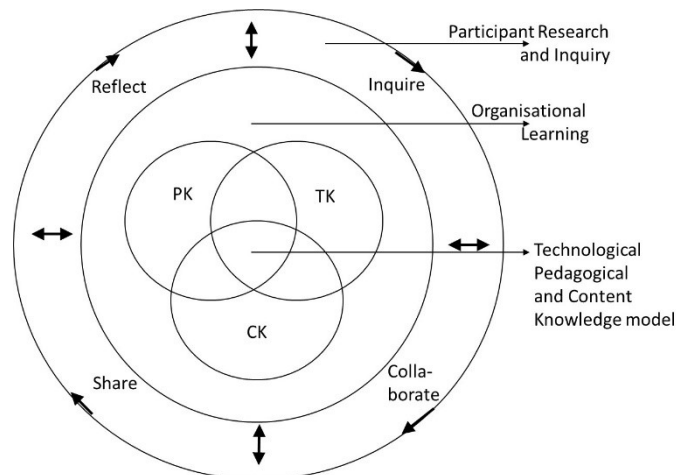 Participant Research
and Inquiry
Reflect
Inquire
Organisational
Learning
PK
TK
Technological
Pedagogical
and Content
Knowledge model
CK
Share
Colla-
borate